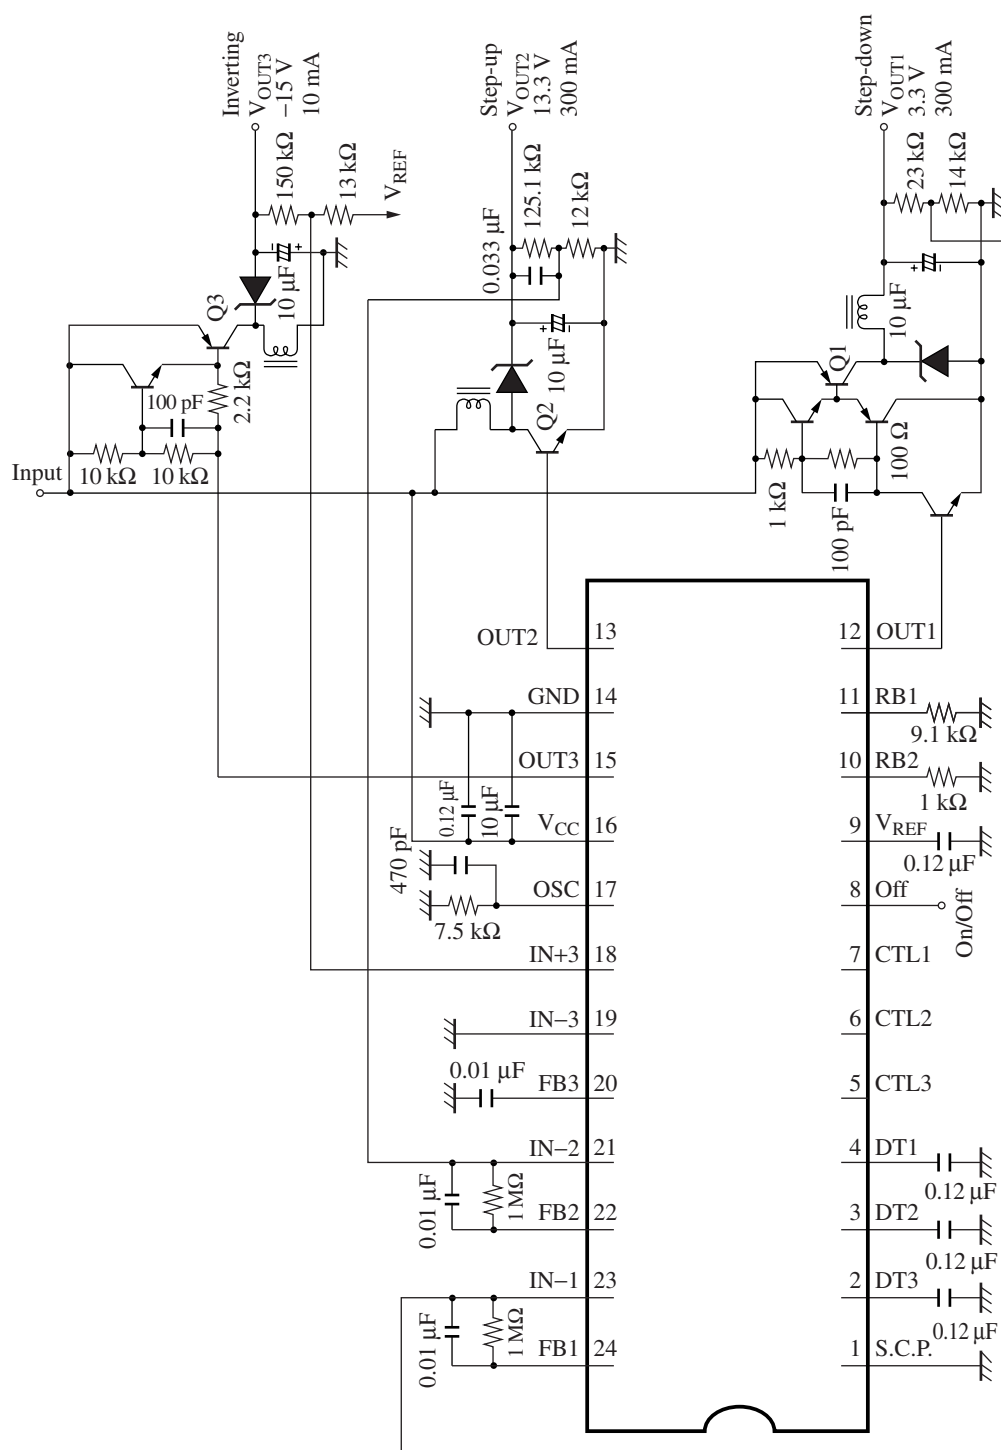 Inverting
VOUT3
−15 V
10 mA
Step-up
VOUT2
13.3 V
300 mA
Step-down
VOUT1
3.3 V
300 mA
150 kΩ
13 kΩ
VREF
10 µF
Q3
2.2 kΩ
100 pF
10 kΩ
10 kΩ
Input
0.033 µF
125.1 kΩ
12 kΩ
10 µF
Q2
23 kΩ
14 kΩ
10 µF
Q1
100 Ω
1 kΩ
100 pF
OUT2 13
GND 14
OUT3 15
VCC 16
OSC 17
IN+3 18
IN−3 19
FB3 20
IN−2 21
FB2 22
IN−1 23
FB1 24
12 OUT1
11 RB1
9.1 kΩ
10 RB2
1 kΩ
9 VREF
0.12 µF
8 Off
On/Off
7 CTL1
6 CTL2
5 CTL3
4 DT1
0.12 µF
3 DT2
0.12 µF
2 DT3
0.12 µF
1 S.C.P.
0.12 µF
10 µF
470 pF
7.5 kΩ
0.01 µF
0.01 µF
1 MΩ
0.01 µF
1 MΩ